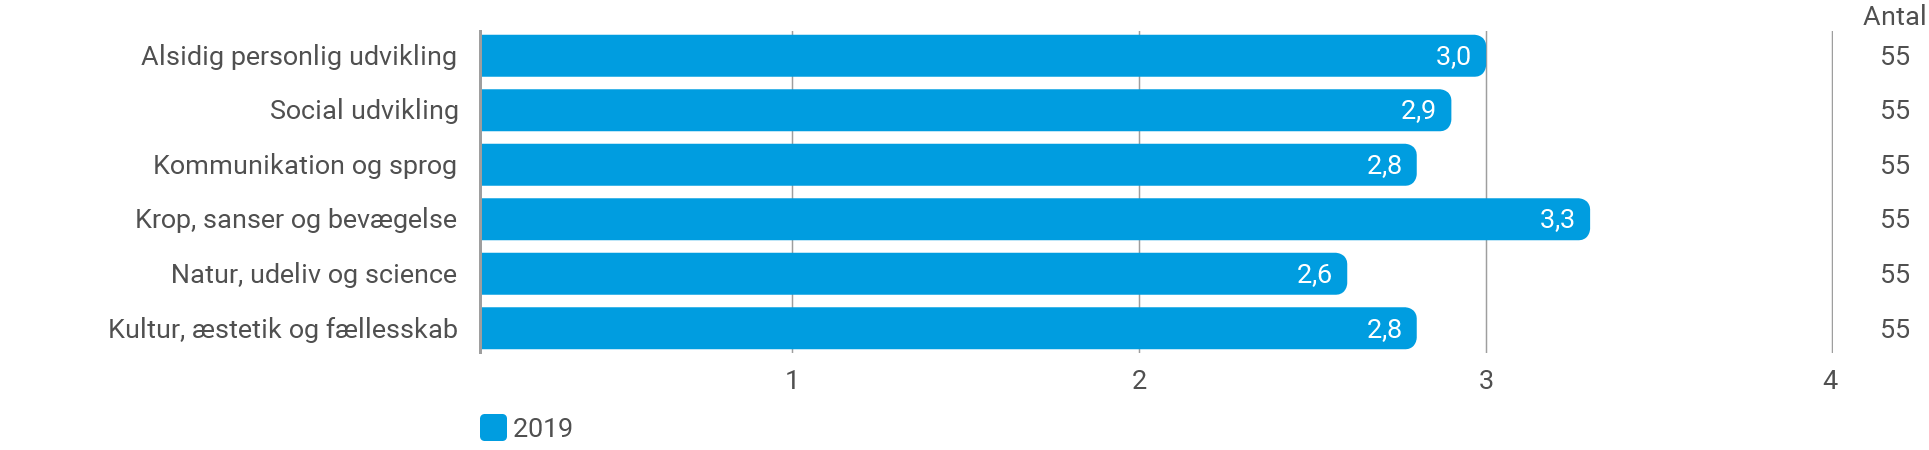 Antal
Alsidig personlig udvikling 3,0 55
Social udvikling 2,9 55
Kommunikation og sprog 2,8 55
Krop, sanser og bevægelse 3,3 55
Natur, udeliv og science 2,6 55
Kultur, æstetik og fællesskab 2,8 55
1 2 3 4
2019